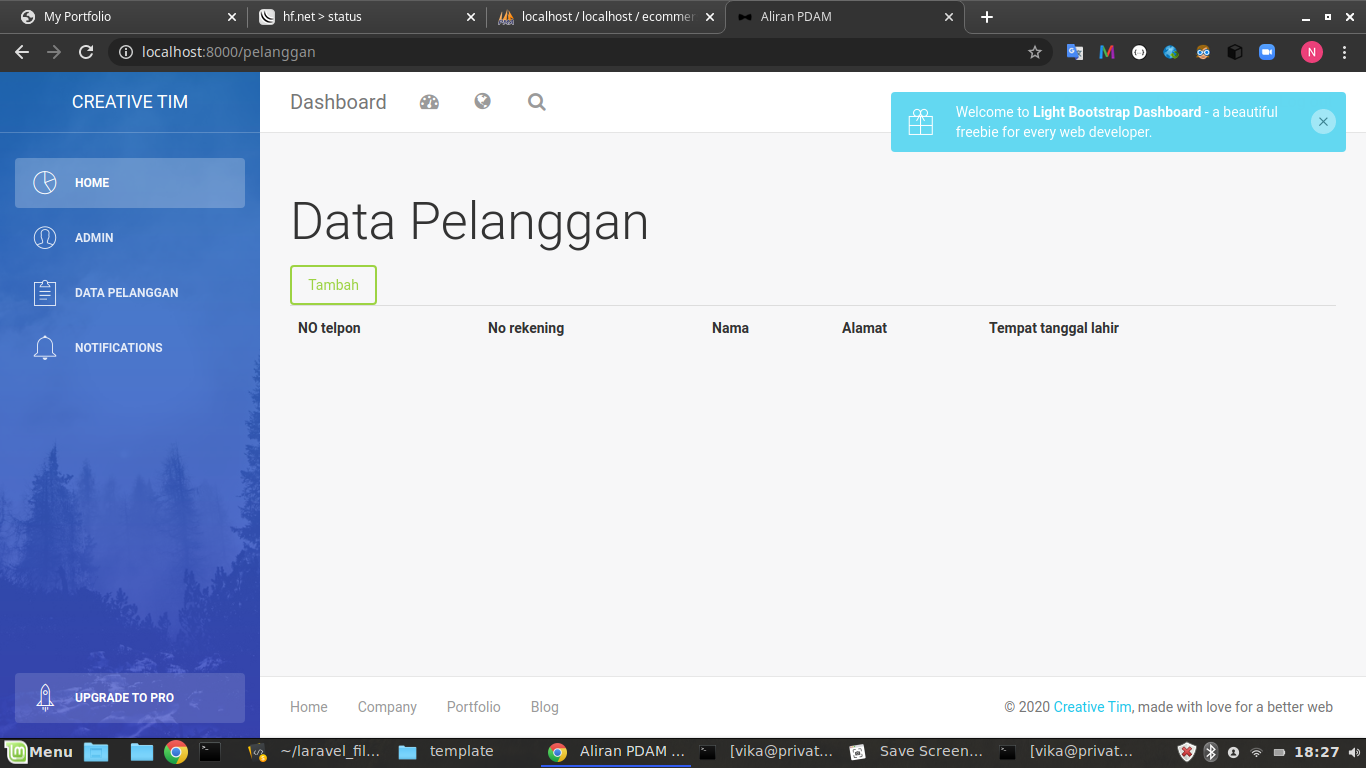 My Portfolio
hf.net > status
localhost / localhost / ecommer
Aliran PDAM
localhost:8000/pelanggan
N
CREATIVE TIM
Dashboard
Welcome to Light Bootstrap Dashboard - a beautiful
freebie for every web developer.
HOME
ADMIN
DATA PELANGGAN
NOTIFICATIONS
UPGRADE TO PRO
Data Pelanggan
Tambah
NO telpon No rekening Nama Alamat Tempat tanggal lahir
Home Company Portfolio Blog
© 2020 Creative Tim, made with love for a better web
Menu
~/laravel_fil...
template
Aliran PDAM ...
[vika@privat...
Save Screen...
[vika@privat...
18:27